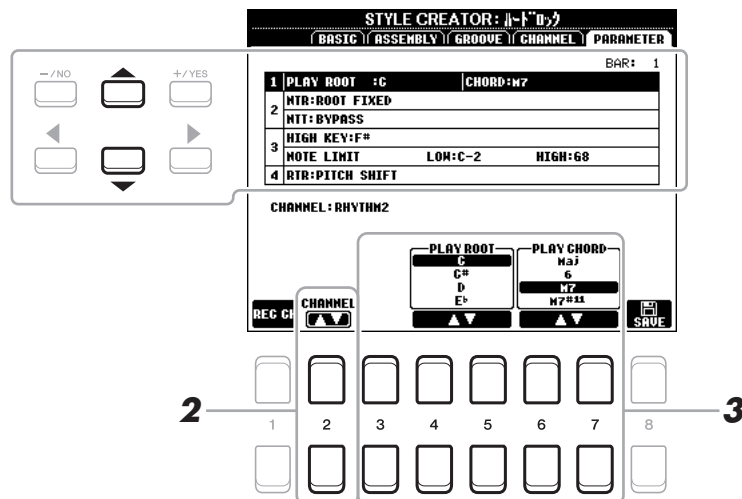 STYLE CREATOR: ﾊｰﾄﾞﾛｯｸ
BASIC ASSEMBLY GROOVE CHANNEL PARAMETER
BAR: 1
-/NO +/YES
1 PLAY ROOT :C CHORD:M7
2 NTR:ROOT FIXED
NTT:BYPASS
3 HIGH KEY:F#
NOTE LIMIT LOW:C-2 HIGH:G8
4 RTR:PITCH SHIFT
CHANNEL:RHYTHM2
PLAY ROOT PLAY CHORD
C Maj
C# 6
D M7
E♭ M7#11
REC CH CHANNEL SAVE
2 3
1 2 3 4 5 6 7 8